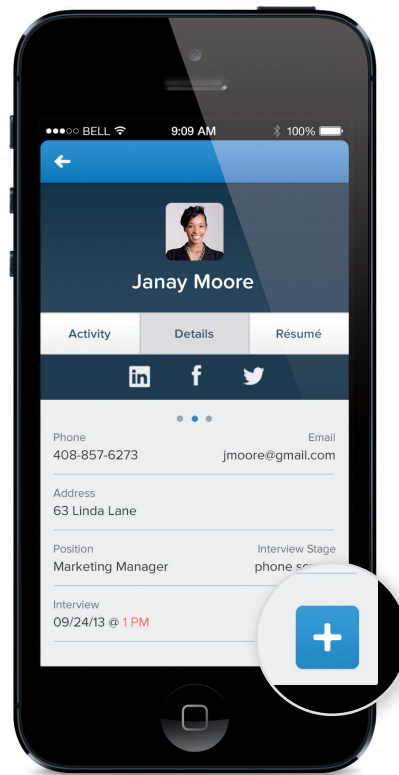 BELL 9:09 AM 100%
Janay Moore
Activity Details Résumé
in f
Phone Email
408-857-6273 jmoore@gmail.com
Address
63 Linda Lane
Position Interview Stage
Marketing Manager phone
Interview
09/24/13 @ 1 PM